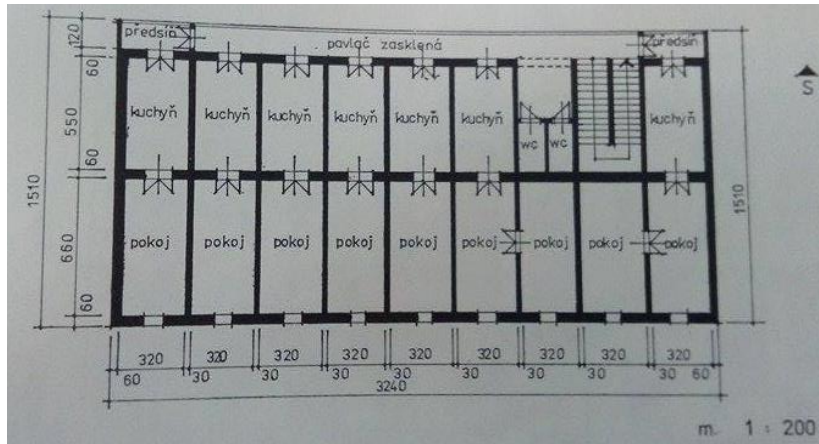 předsíň pavlač zasklená předsíň
kuchyň kuchyň kuchyň kuchyň kuchyň kuchyň wc wc kuchyň
pokoj pokoj pokoj pokoj pokoj pokoj pokoj pokoj pokoj
120
60
550
60
660
60
1510
1510
S
320 320 320 320 320 320 320 320 320
60 30 30 30 30 30 30 30 30 60
3240
m. 1 : 200